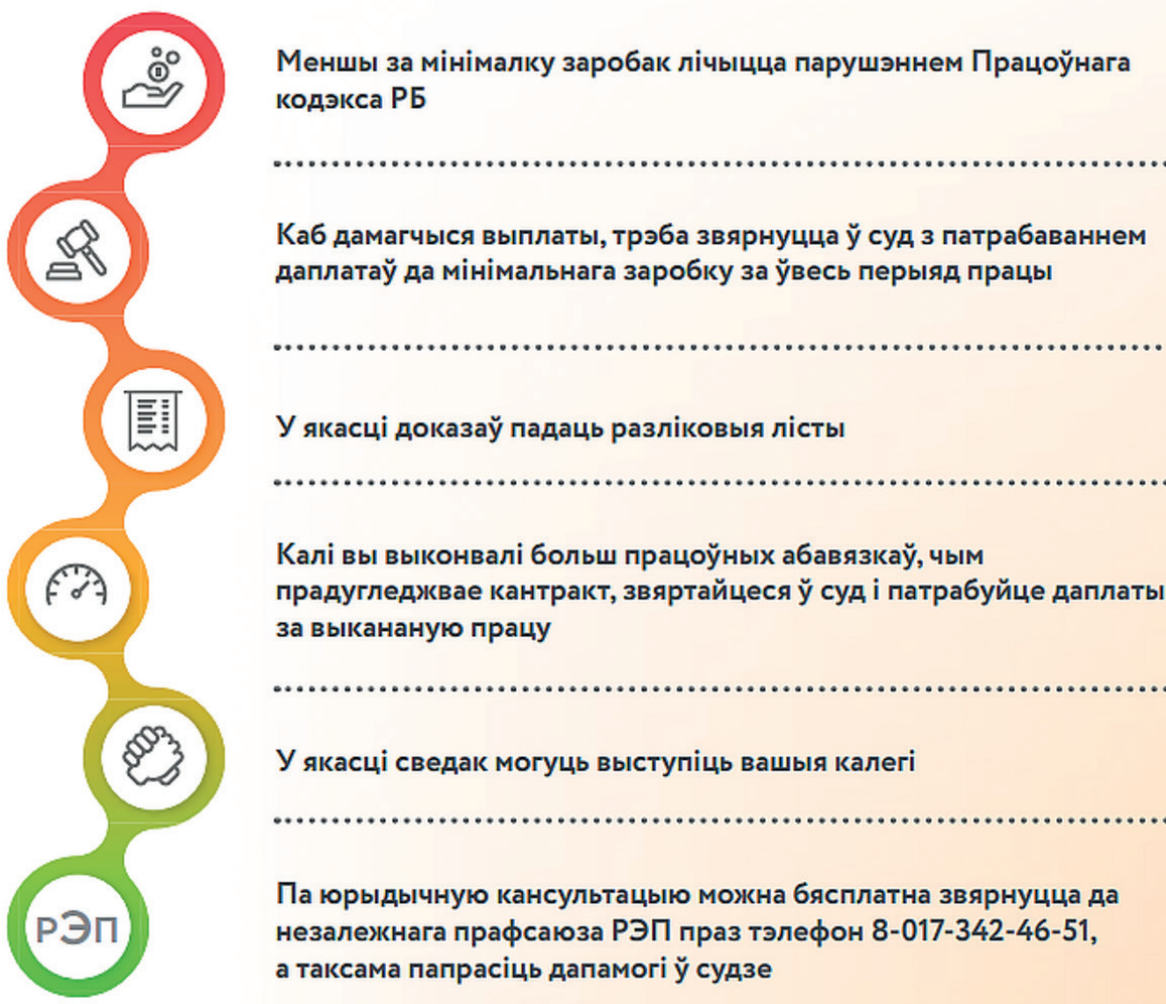 Меншы за мінімалку заробак лічыцца парушэннем Працоўнага
кодэкса РБ
Каб дамагчыся выплаты, трэба звярнуцца ў суд з патрабаваннем
даплатаў да мінімальнага заробку за ўвесь перыяд працы
У якасці доказаў падаць разліковыя лісты
Калі вы выконвалі больш працоўных абавязкаў, чым
прадугледжвае кантракт, звяртайцеся ў суд і патрабуйце даплаты
за выкананую працу
У якасці сведак могуць выступіць вашыя калегі
РЭП
Па юрыдычную кансультацыю можна бясплатна звярнуцца да
незалежнага прафсаюза РЭП праз тэлефон 8-017-342-46-51,
а таксама папрасіць дапамогі ў судзе